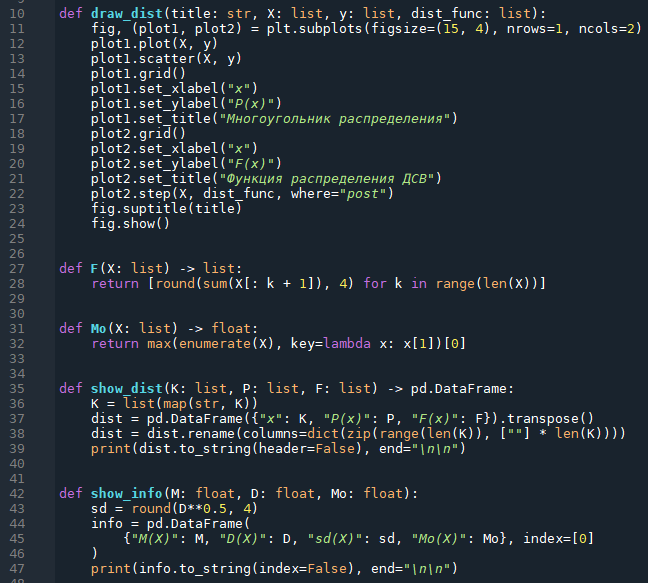 10 def draw_dist(title: str, X: list, y: list, dist_func: list):
11     fig, (plot1, plot2) = plt.subplots(figsize=(15, 4), nrows=1, ncols=2)
12     plot1.plot(X, y)
13     plot1.scatter(X, y)
14     plot1.grid()
15     plot1.set_xlabel("x")
16     plot1.set_ylabel("P(x)")
17     plot1.set_title("Многоугольник распределения")
18     plot2.grid()
19     plot2.set_xlabel("x")
20     plot2.set_ylabel("F(x)")
21     plot2.set_title("Функция распределения ДСВ")
22     plot2.step(X, dist_func, where="post")
23     fig.suptitle(title)
24     fig.show()
25
26
27 def F(X: list) -> list:
28     return [round(sum(X[: k + 1]), 4) for k in range(len(X))]
29
30
31 def Mo(X: list) -> float:
32     return max(enumerate(X), key=lambda x: x[1])[0]
33
34
35 def show_dist(K: list, P: list, F: list) -> pd.DataFrame:
36     K = list(map(str, K))
37     dist = pd.DataFrame({"x": K, "P(x)": P, "F(x)": F}).transpose()
38     dist = dist.rename(columns=dict(zip(range(len(K)), [""] * len(K))))
39     print(dist.to_string(header=False), end="\n\n")
40
41
42 def show_info(M: float, D: float, Mo: float):
43     sd = round(D**0.5, 4)
44     info = pd.DataFrame(
45         {"M(X)": M, "D(X)": D, "sd(X)": sd, "Mo(X)": Mo}, index=[0]
46     )
47     print(info.to_string(index=False), end="\n\n")